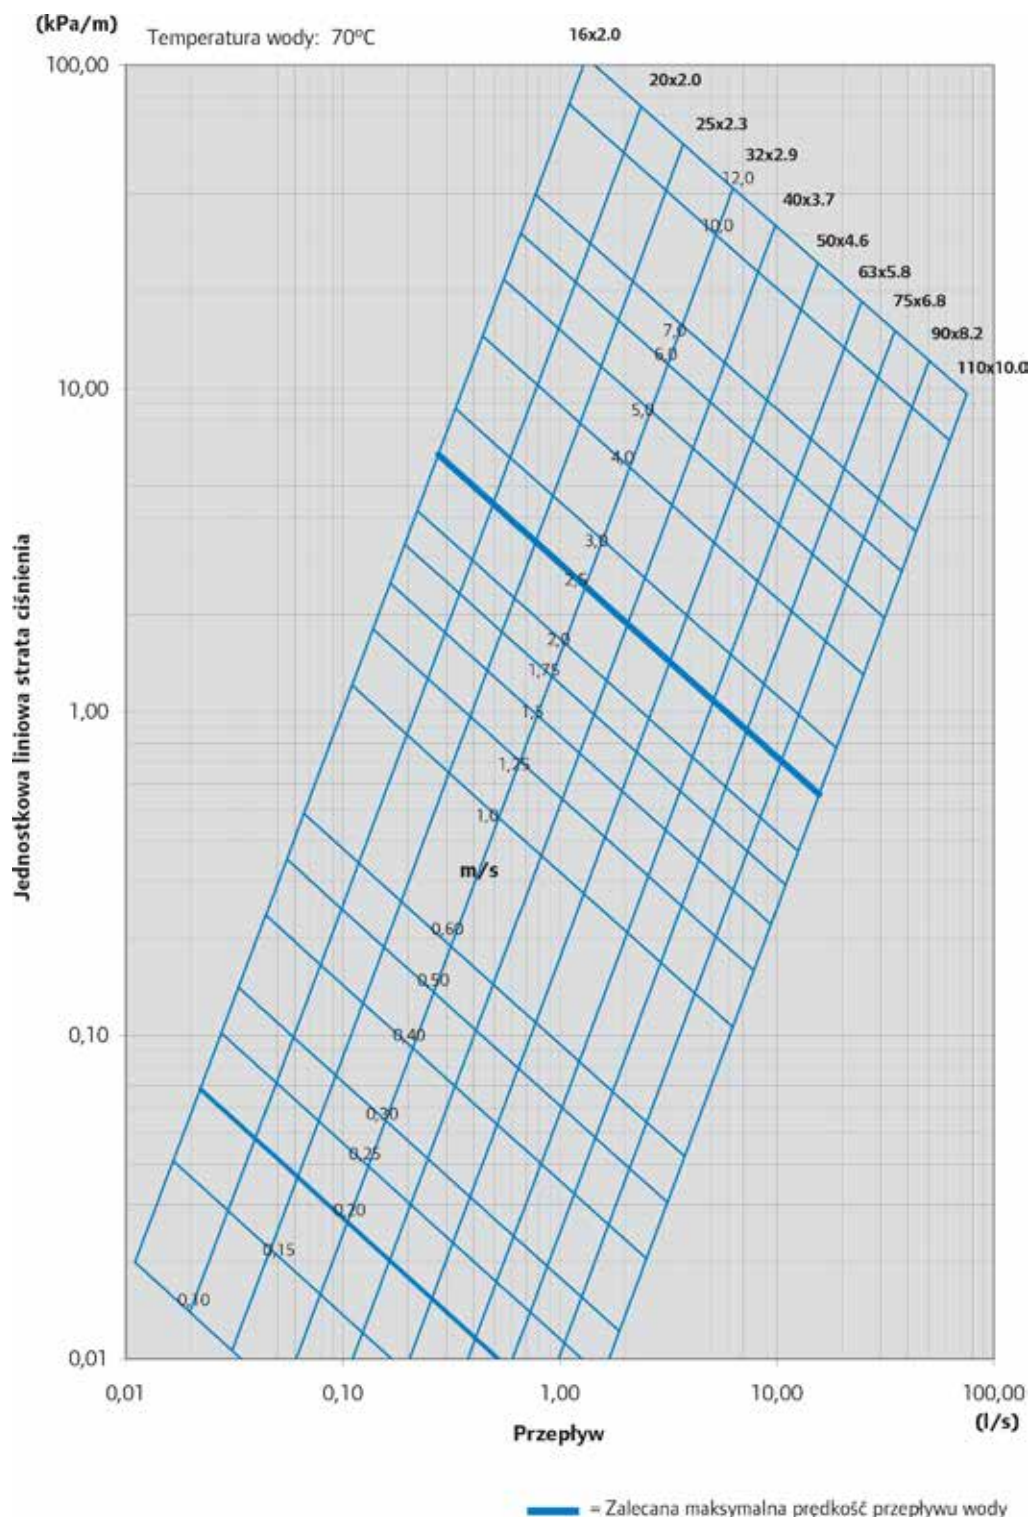 (kPa/m)
Temperatura wody: 70°C
16x2.0
100,00
20x2.0
25x2.3
32x2.9
12,0
40x3.7
10,0
50x4.6
63x5.8
75x6.8
7,0
90x8.2
6,0
110x10.0
10,00
5,0
4,0
3,0
2,5
Jednostkowa liniowa strata ciśnienia
2,0
1,75
1,00
1,5
1,25
1,0
m/s
0,60
0,50
0,10
0,40
0,30
0,25
0,20
0,15
0,10
0,01
0,01
0,10
1,00
10,00
100,00
(l/s)
Przepływ
= Zalecana maksymalna prędkość przepływu wody